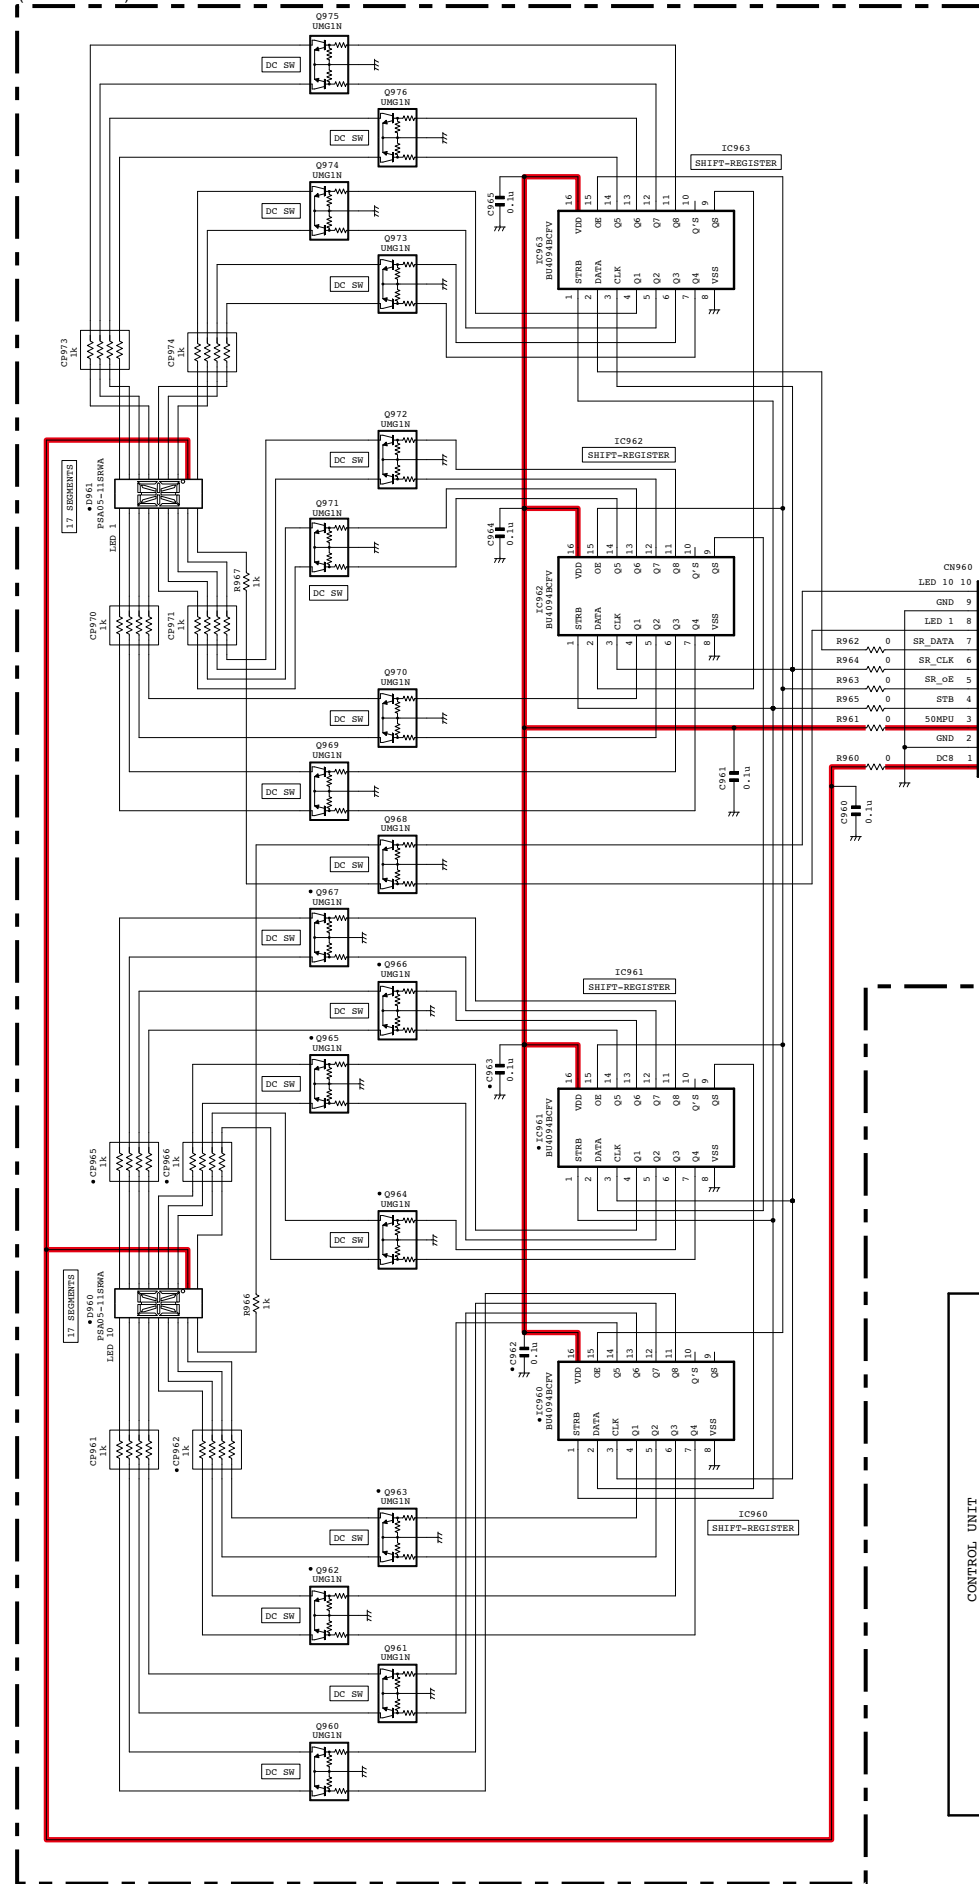 Q975
UMG1N
DC SW
Q976
UMG1N
DC SW
IC963
SHIFT-REGISTER
Q974
UMG1N
DC SW
C965
0.1u
Q973
UMG1N
DC SW
IC963
BU4094BCFV
16 15 14 13 12 11 10 9
VDD OE Q5 Q6 Q7 Q8 Q'S QS
STRB DATA CLK Q1 Q2 Q3 Q4 VSS
1 2 3 4 5 6 7 8
CP973
1k
CP974
1k
Q972
UMG1N
DC SW
IC962
SHIFT-REGISTER
17 SEGMENTS
D961
PSA05-11SRWA
LED 1
Q971
UMG1N
DC SW
C964
0.1u
IC962
BU4094BCFV
16 15 14 13 12 11 10 9
VDD OE Q5 Q6 Q7 Q8 Q'S QS
STRB DATA CLK Q1 Q2 Q3 Q4 VSS
1 2 3 4 5 6 7 8
R967
1k
CP970
1k
CP971
1k
CN960
LED 10 10
GND 9
LED 1 8
R962 0 SR_DATA 7
R964 0 SR_CLK 6
R963 0 SR_oE 5
R965 0 STB 4
R961 0 50MPU 3
GND 2
R960 0 DC8 1
Q970
UMG1N
DC SW
Q969
UMG1N
DC SW
C961
0.1u
C960
0.1u
Q968
UMG1N
DC SW
Q967
UMG1N
DC SW
Q966
UMG1N
DC SW
IC961
SHIFT-REGISTER
Q965
UMG1N
DC SW
C963
0.1u
IC961
BU4094BCFV
16 15 14 13 12 11 10 9
VDD OE Q5 Q6 Q7 Q8 Q'S QS
STRB DATA CLK Q1 Q2 Q3 Q4 VSS
1 2 3 4 5 6 7 8
CP965
1k
CP966
1k
Q964
UMG1N
DC SW
17 SEGMENTS
D960
PSA05-11SRWA
LED 10
R966
1k
C962
0.1u
IC960
BU4094BCFV
16 15 14 13 12 11 10 9
VDD OE Q5 Q6 Q7 Q8 Q'S QS
STRB DATA CLK Q1 Q2 Q3 Q4 VSS
1 2 3 4 5 6 7 8
CP961
1k
CP962
1k
Q963
UMG1N
DC SW
IC960
SHIFT-REGISTER
CONTROL UNIT
Q962
UMG1N
DC SW
Q961
UMG1N
DC SW
Q960
UMG1N
DC SW